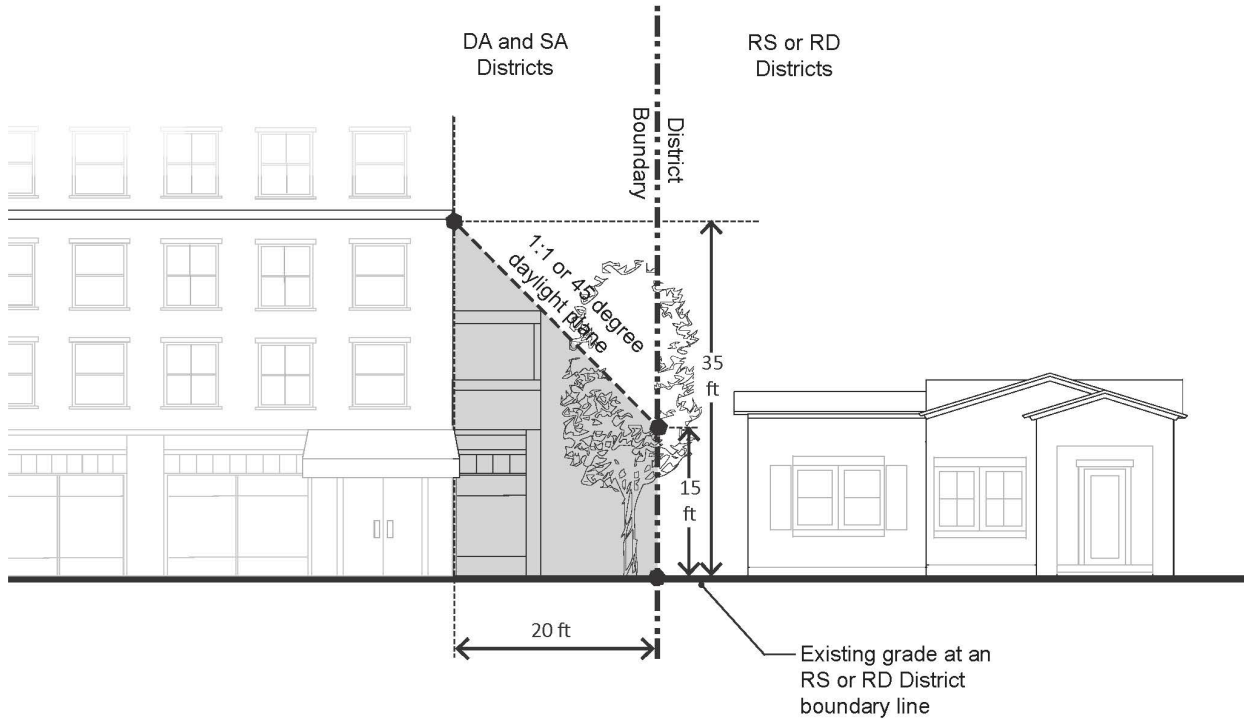 DA and SA
Districts
RS or RD
Districts
District
Boundary
1:1 or 45 degree
daylight plane
35
ft
15
ft
20 ft
Existing grade at an
RS or RD District
boundary line